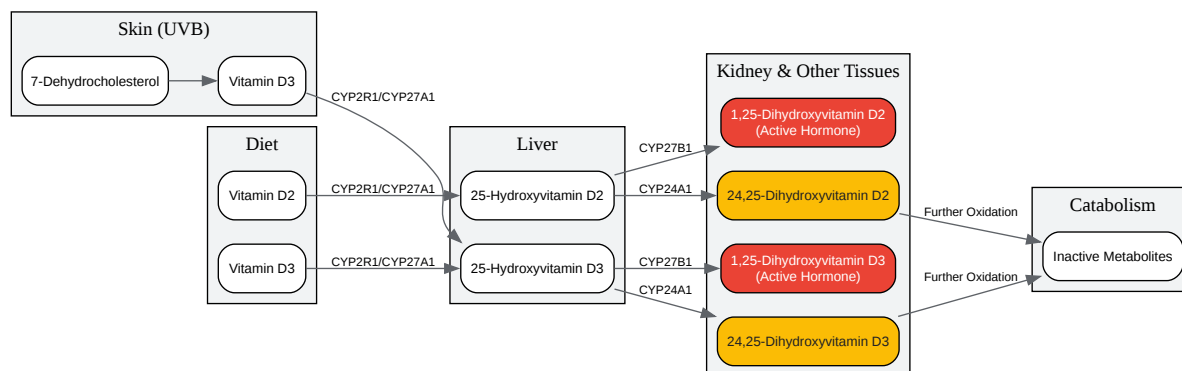 Skin (UVB)
7-Dehydrocholesterol
Vitamin D3
CYP2R1/CYP27A1
Diet
Vitamin D2
CYP2R1/CYP27A1
Vitamin D3
CYP2R1/CYP27A1
Liver
25-Hydroxyvitamin D2
25-Hydroxyvitamin D3
CYP27B1
CYP24A1
CYP27B1
CYP24A1
Kidney & Other Tissues
1,25-Dihydroxyvitamin D2
(Active Hormone)
24,25-Dihydroxyvitamin D2
1,25-Dihydroxyvitamin D3
(Active Hormone)
24,25-Dihydroxyvitamin D3
Further Oxidation
Further Oxidation
Catabolism
Inactive Metabolites